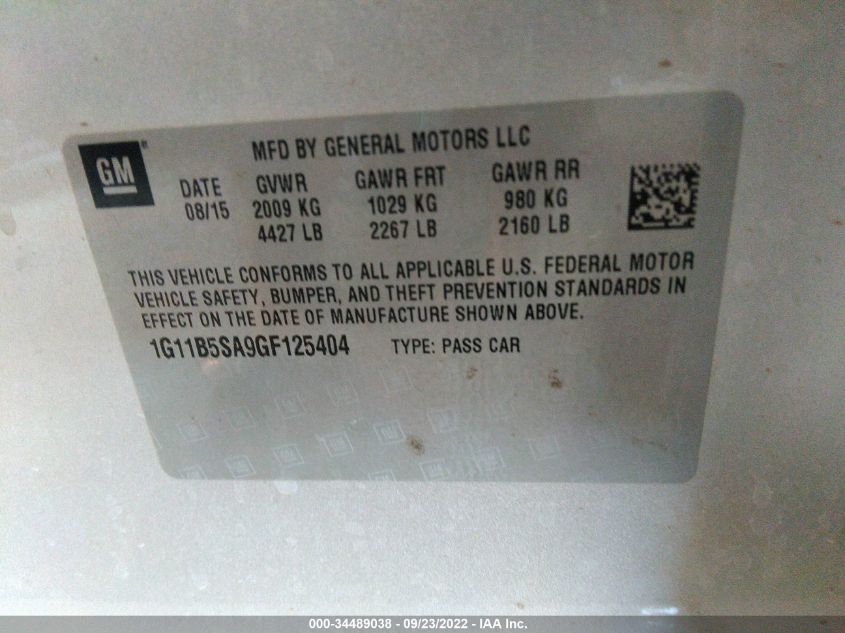 MFD BY GENERAL MOTORS LLC
GM
DATE GVWR GAWR FRT GAWR RR
08/15 2009 KG 1029 KG 980 KG
4427 LB 2267 LB 2160 LB
THIS VEHICLE CONFORMS TO ALL APPLICABLE U.S. FEDERAL MOTOR
VEHICLE SAFETY, BUMPER, AND THEFT PREVENTION STANDARDS IN
EFFECT ON THE DATE OF MANUFACTURE SHOWN ABOVE.
1G11B5SA9GF125404 TYPE: PASS CAR
000-34489038 - 09/23/2022 - IAA Inc.